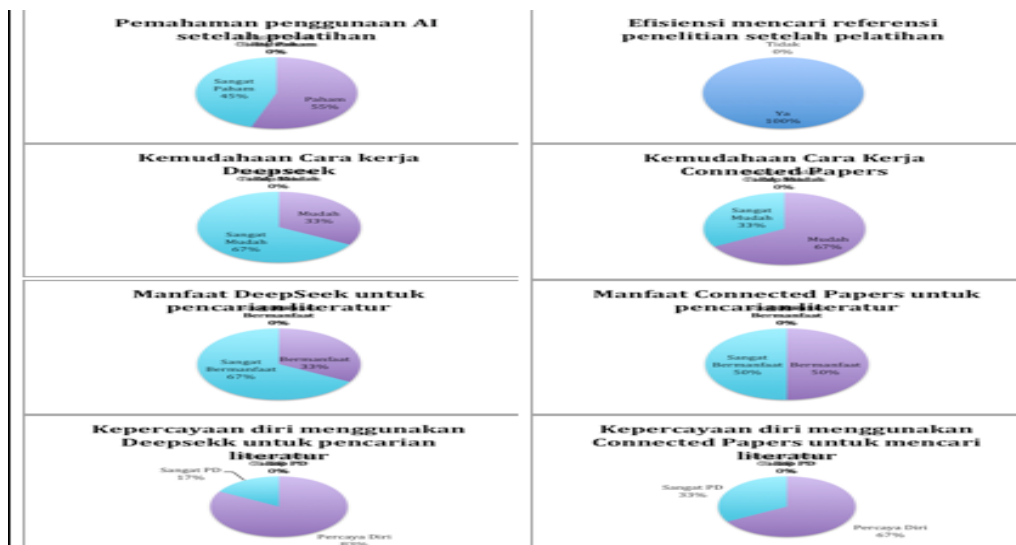 Pemahaman penggunaan AI
setelah pelatihan
0%
Sangat
Paham
45%
Paham
55%
Efisiensi mencari referensi
penelitian setelah pelatihan
Tidak
0%
Ya
100%
Kemudahaan Cara kerja
Deepseek
0%
Mudah
33%
Sangat
Mudah
67%
Kemudahaan Cara Kerja
Connected Papers
0%
Sangat
Mudah
33%
Mudah
67%
Manfaat DeepSeek untuk
pencarian literatur
Bermanfaat
0%
Sangat
Bermanfaat
67%
Bermanfaat
33%
Manfaat Connected Papers untuk
pencarian literatur
0%
Sangat
Bermanfaat
50%
Bermanfaat
50%
Kepercayaan diri menggunakan
Deepsekk untuk pencarian
literatur
0%
Sangat PD
17%
Percaya Diri
Kepercayaan diri menggunakan
Connected Papers untuk mencari
literatur
0%
Sangat PD
33%
Percaya Diri
67%